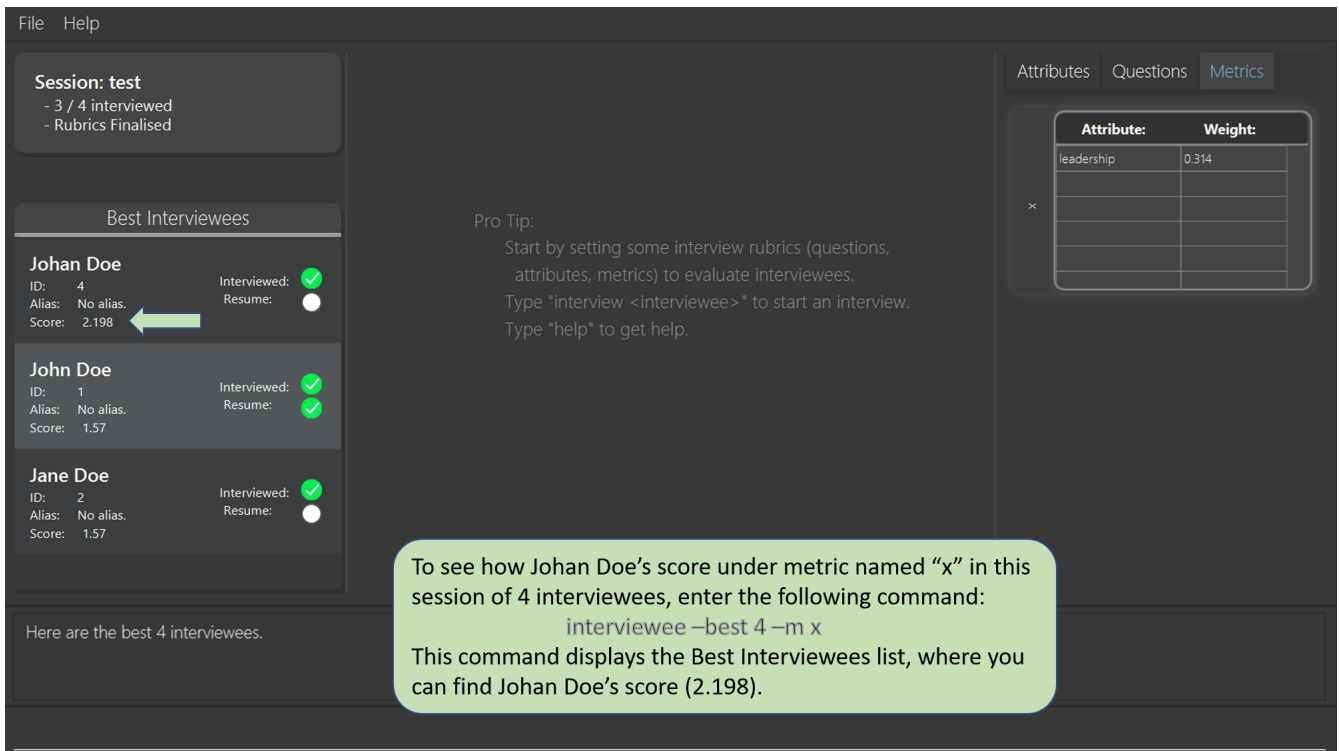 File Help
Session: test
- 3 / 4 interviewed
- Rubrics Finalised
Best Interviewees
Johan Doe
ID: 4
Alias: No alias.
Score: 2.198
Interviewed:
Resume:
John Doe
ID: 1
Alias: No alias.
Score: 1.57
Interviewed:
Resume:
Jane Doe
ID: 2
Alias: No alias.
Score: 1.57
Interviewed:
Resume:
Pro Tip:
Start by setting some interview rubrics (questions,
attributes, metrics) to evaluate interviewees.
Type "interview <interviewee>" to start an interview.
Type "help" to get help.
Attributes Questions Metrics
x
Attribute: Weight:
leadership 0.314
Here are the best 4 interviewees.
To see how Johan Doe’s score under metric named “x” in this
session of 4 interviewees, enter the following command:
interviewee –best 4 –m x
This command displays the Best Interviewees list, where you
can find Johan Doe’s score (2.198).